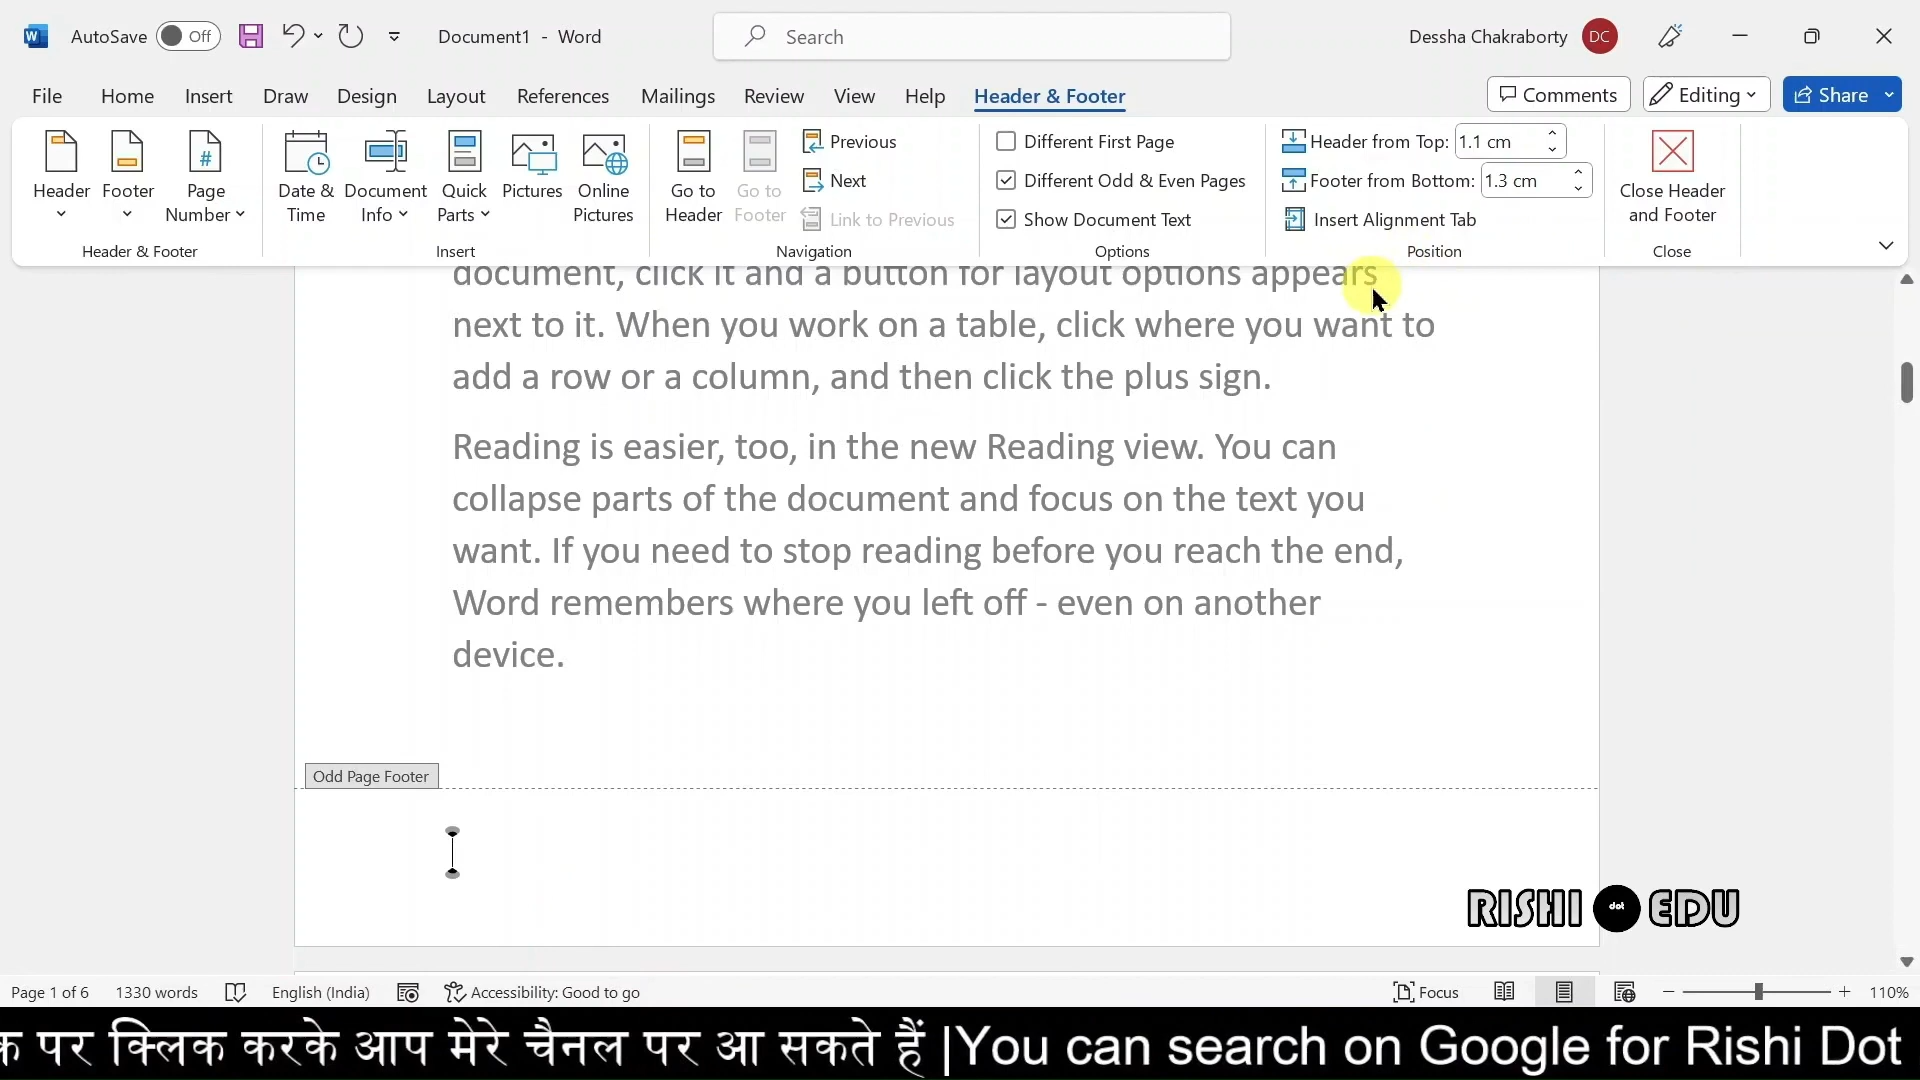 AutoSave Off Document1 - Word Search Dessha Chakraborty DC
File Home Insert Draw Design Layout References Mailings Review View Help Header & Footer Comments Editing Share
Header Footer Page Number # Date & Time Document Info Quick Parts Pictures Online Pictures Go to Header Go to Footer
Previous
Next
Link to Previous
Different First Page
Different Odd & Even Pages
Show Document Text
Header from Top: 1.1 cm
Footer from Bottom: 1.3 cm
Insert Alignment Tab
Close Header and Footer
Header & Footer Insert Navigation Options Position Close
document, click it and a button for layout options appears
next to it. When you work on a table, click where you want to
add a row or a column, and then click the plus sign.
Reading is easier, too, in the new Reading view. You can
collapse parts of the document and focus on the text you
want. If you need to stop reading before you reach the end,
Word remembers where you left off - even on another
device.
Odd Page Footer
RISHI dot EDU
Page 1 of 6 1330 words English (India) Accessibility: Good to go Focus 110%
क पर क्लिक करके आप मेरे चैनल पर आ सकते हैं |You can search on Google for Rishi Dot